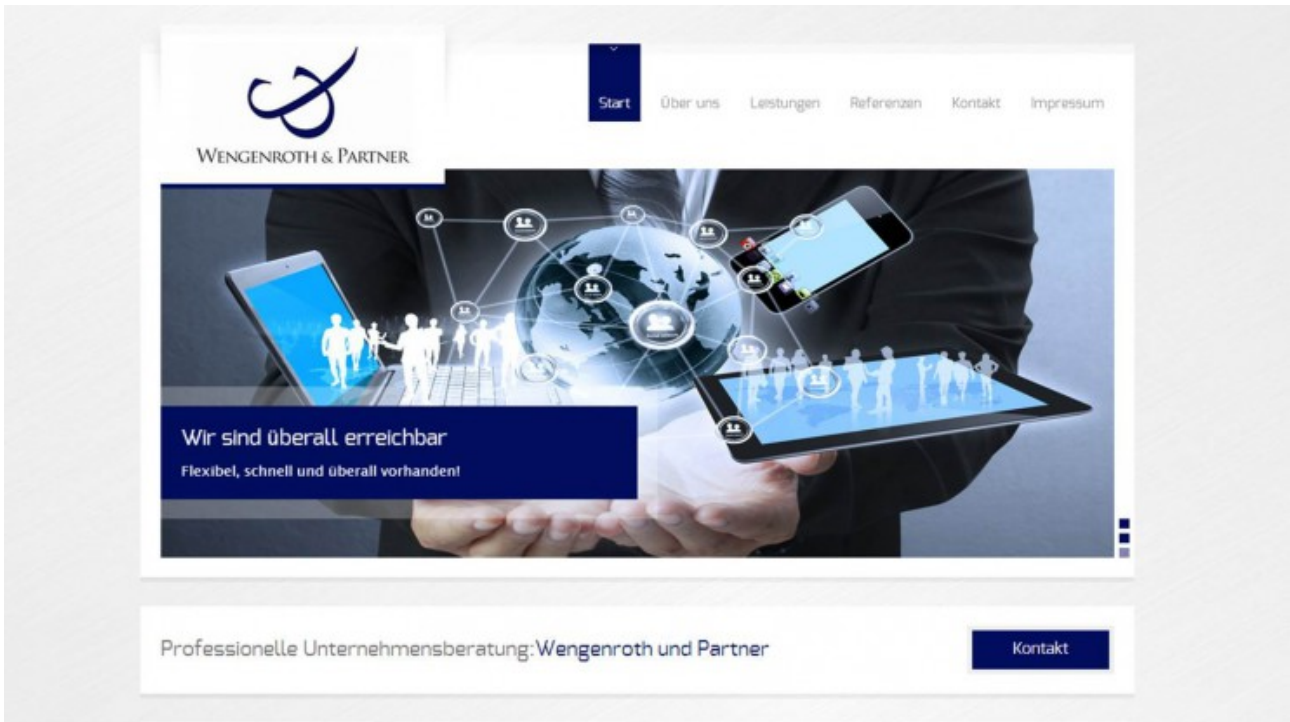 WENGENROTH & PARTNER
Start Über uns Leistungen Referenzen Kontakt Impressum
Wir sind überall erreichbar
Flexibel, schnell und überall vorhanden!
Professionelle Unternehmensberatung:Wengenroth und Partner
Kontakt